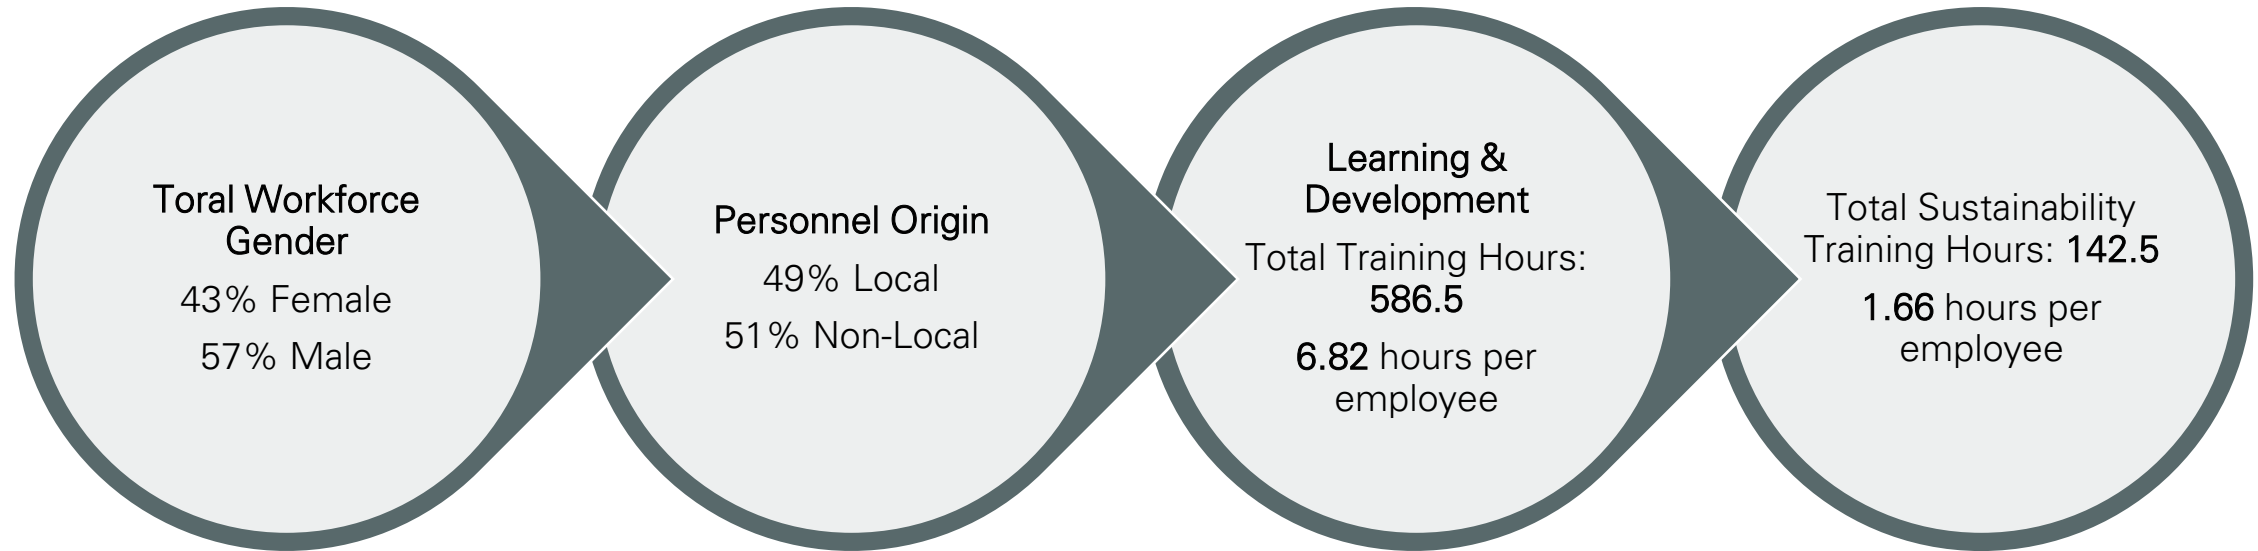 Toral Workforce
Gender
43% Female
57% Male
Personnel Origin
49% Local
51% Non-Local
Learning &
Development
Total Training Hours:
586.5
6.82 hours per
employee
Total Sustainability
Training Hours: 142.5
1.66 hours per
employee